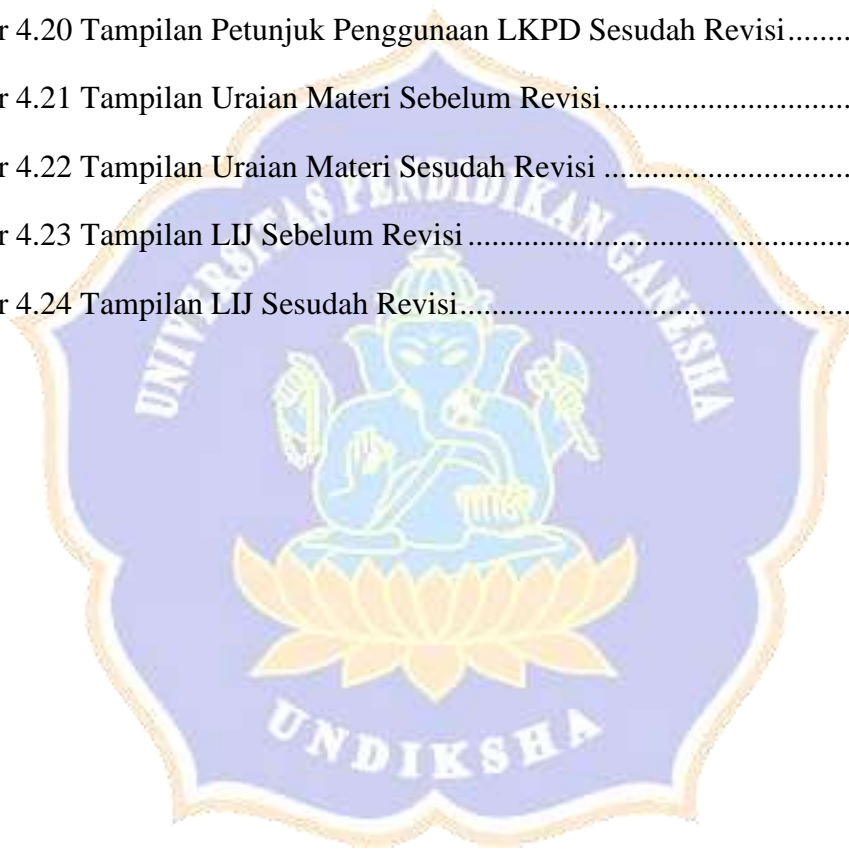 r 4.20 Tampilan Petunjuk Penggunaan LKPD Sesudah Revisi........
r 4.21 Tampilan Uraian Materi Sebelum Revisi...............................
r 4.22 Tampilan Uraian Materi Sesudah Revisi ...............................
r 4.23 Tampilan LIJ Sebelum Revisi ................................................
r 4.24 Tampilan LIJ Sesudah Revisi.................................................
UNIVERSITAS PENDIDIKAN GANESHA
UNDIKSHA